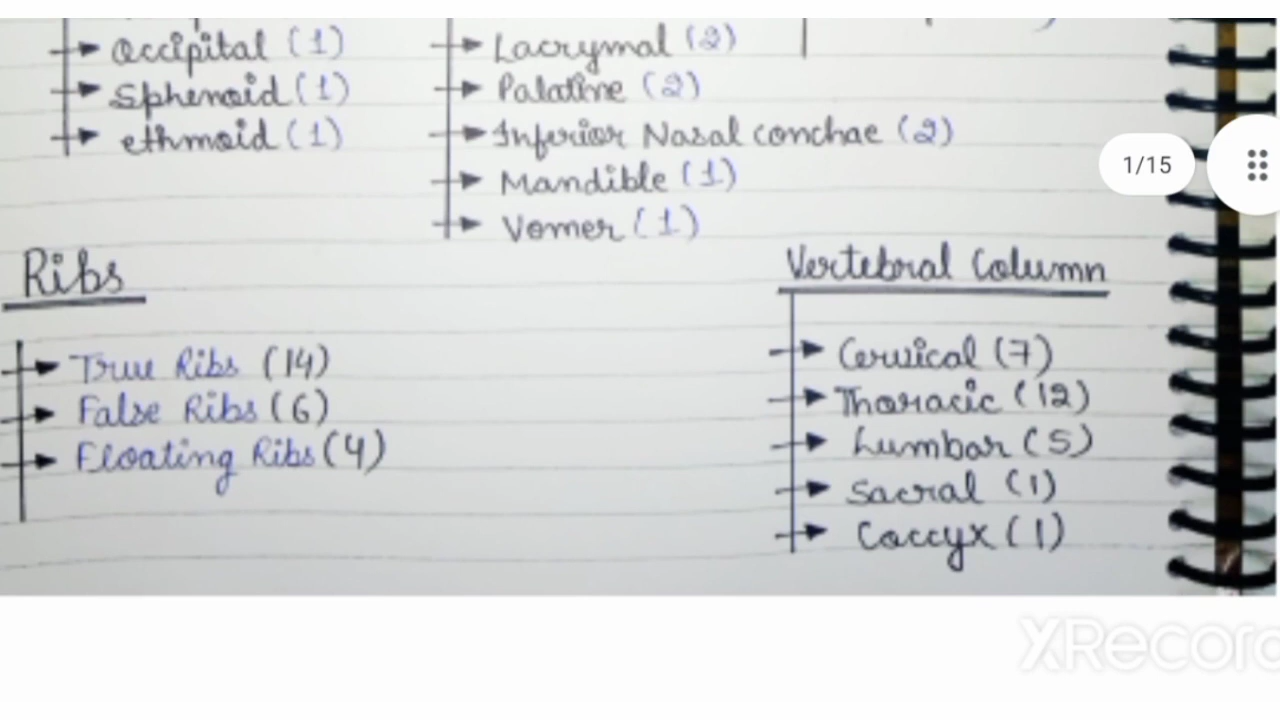 Occipital (1)
Sphenoid (1)
ethmoid (1)
Lacrymal (2)
Palatine (2)
Inferior Nasal conchae (2)
Mandible (1)
Vomer (1)
1/15
Ribs
True Ribs (14)
False Ribs (6)
Floating Ribs (4)
Vertebral Column
Cervical (7)
Thoracic (12)
Lumbar (5)
Sacral (1)
Coccyx (1)
XRecord